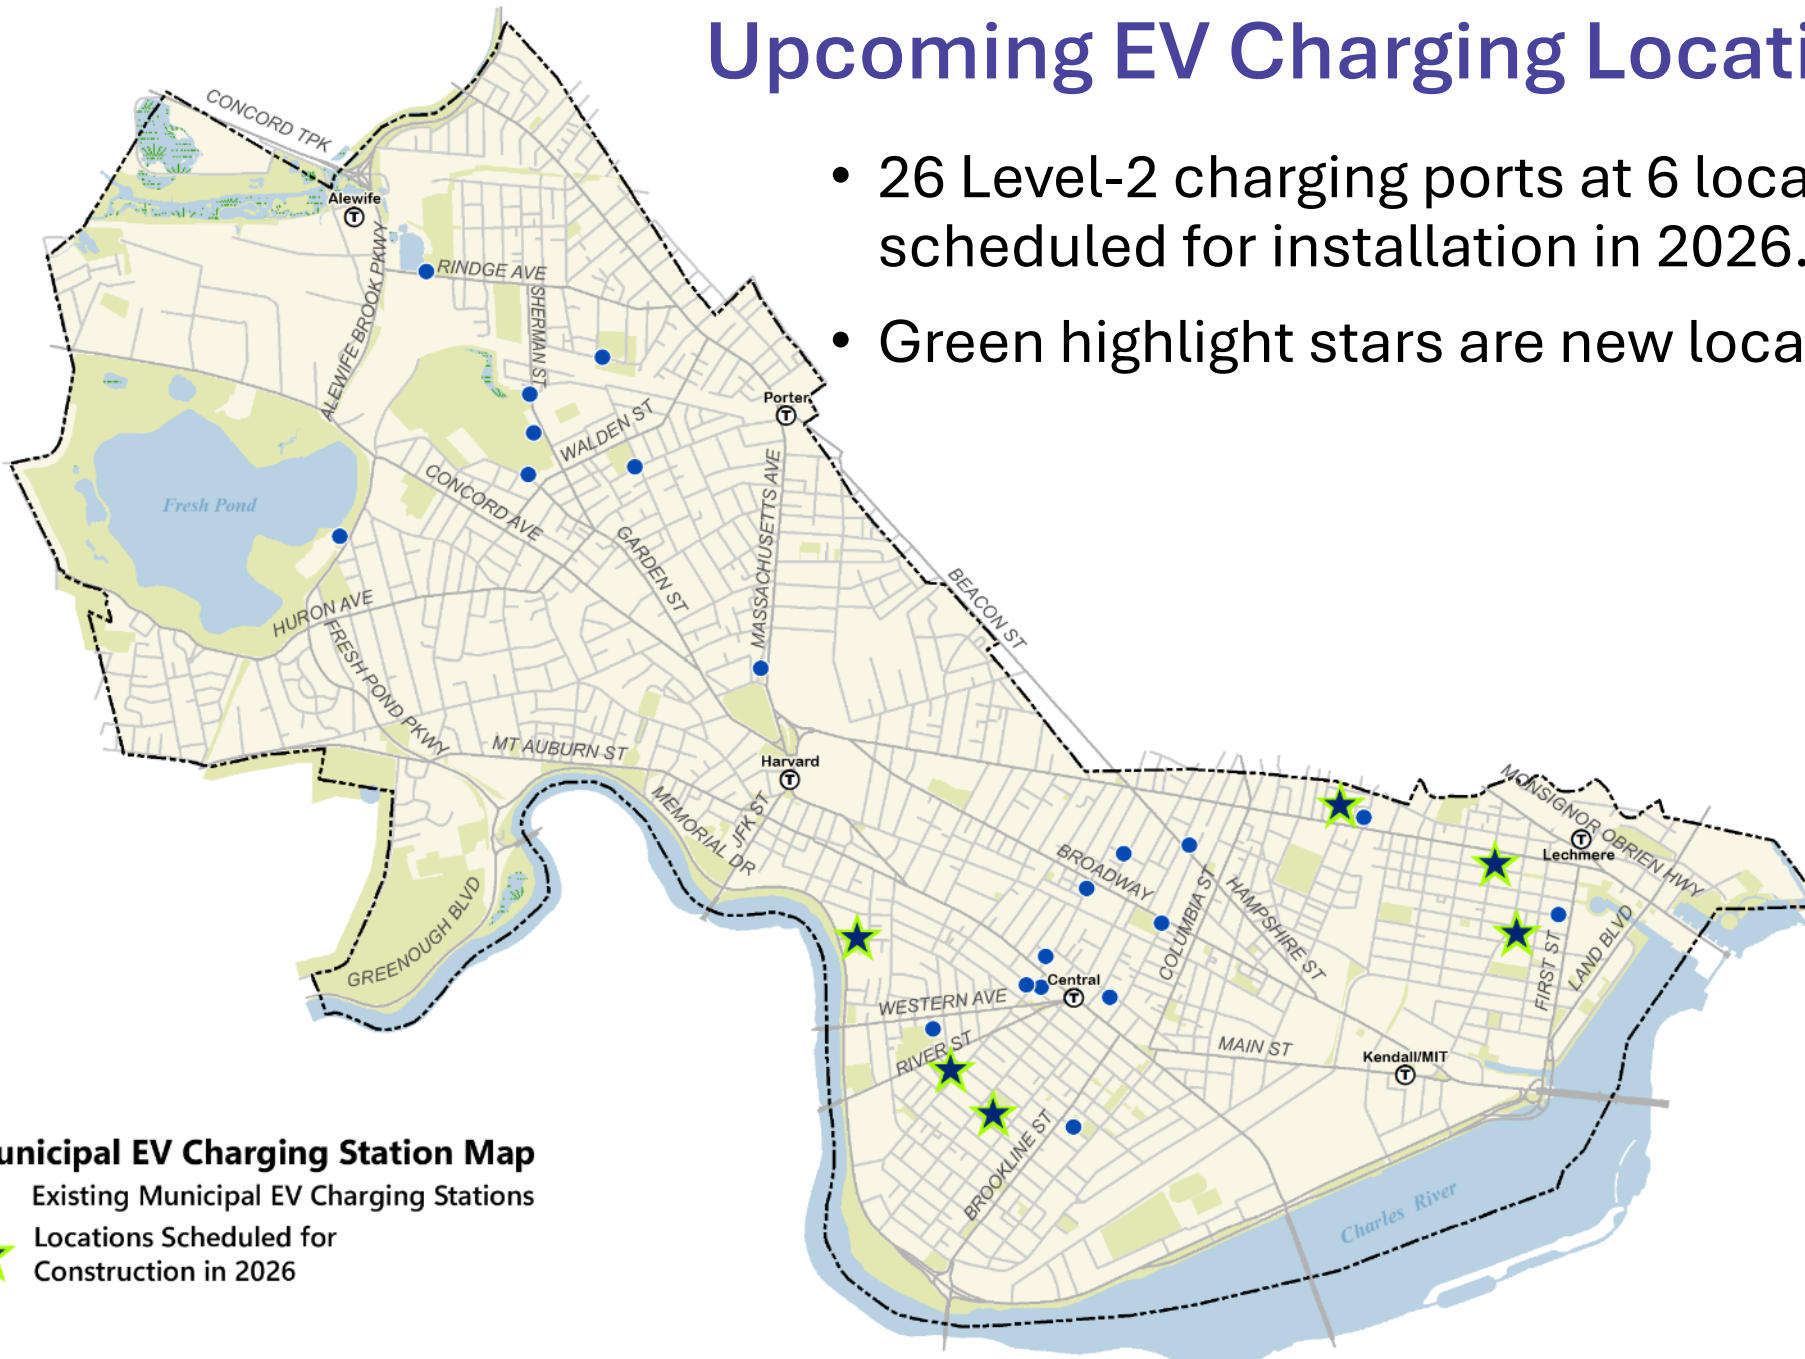 Upcoming EV Charging Locati
• 26 Level-2 charging ports at 6 loca
scheduled for installation in 2026.
• Green highlight stars are new loca
CONCORD TPK
Alewife
T
ALEWIFE BROOK PKWY
RINDGE AVE
SHERMAN ST
Porter
T
WALDEN ST
CONCORD AVE
Fresh Pond
GARDEN ST
MASSACHUSETTS AVE
BEACON ST
HURON AVE
FRESH POND PKWY
MT AUBURN ST
Harvard
T
MEMORIAL DR
JFK ST
GREENOUGH BLVD
MONSIGNOR OBRIEN HWY
T
Lechmere
BROADWAY
COLUMBIA ST
HAMPSHIRE ST
FIRST ST
LAND BLVD
Central
T
WESTERN AVE
RIVER ST
MAIN ST
Kendall/MIT
T
BROOKLINE ST
Charles River
unicipal EV Charging Station Map
Existing Municipal EV Charging Stations
Locations Scheduled for
Construction in 2026